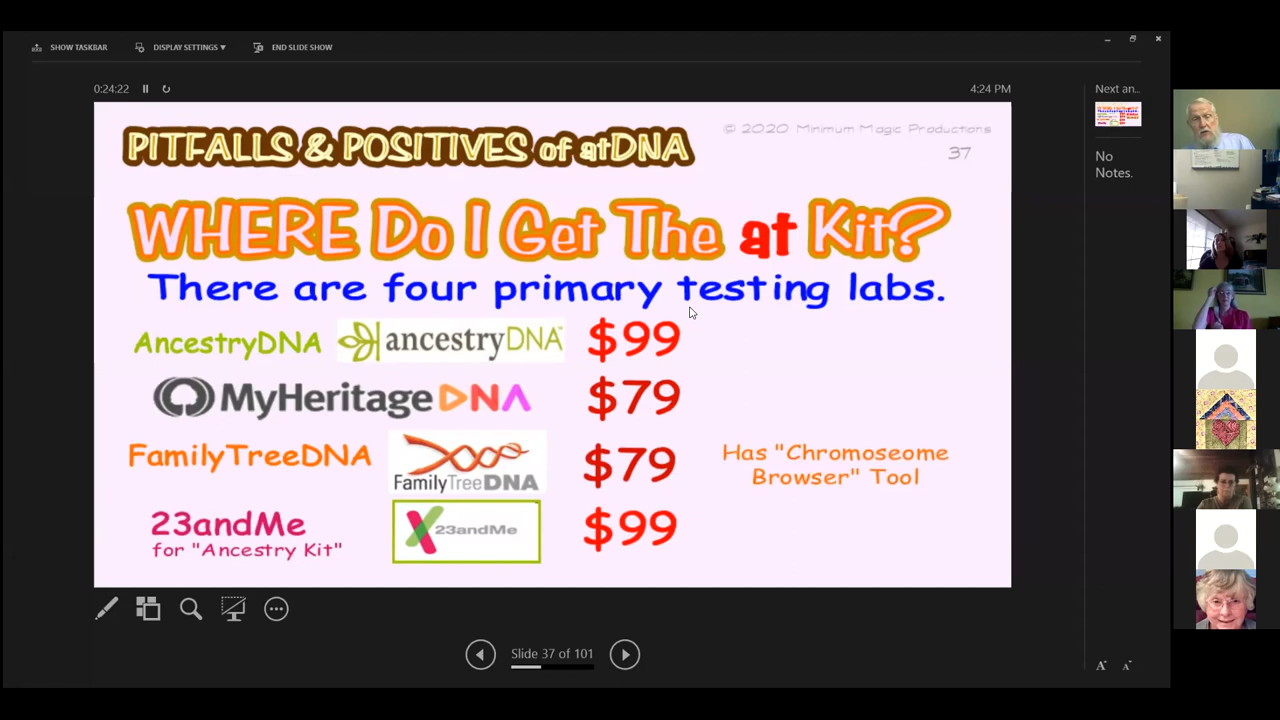 SHOW TASKBAR DISPLAY SETTINGS ▼ END SLIDE SHOW
0:24:22 4:24 PM Next an..
PITFALLS & POSITIVES of atDNA © 2020 Minimum Magic Productions
37
WHERE Do I Get The at Kit?
There are four primary testing labs.
AncestryDNA ancestryDNA $99
MyHeritage DNA $79
FamilyTreeDNA FamilyTreeDNA $79 Has "Chromoseome
Browser" Tool
23andMe 23andMe $99
for "Ancestry Kit"
No
Notes.
Slide 37 of 101
A A